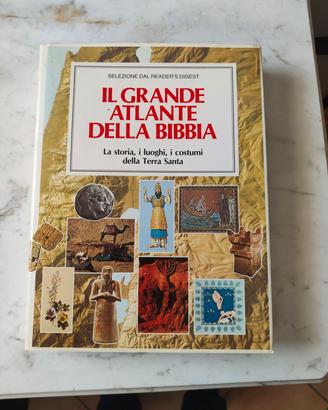 SELEZIONE DAL READER'S DIGEST
IL GRANDE
ATLANTE
DELLA BIBBIA
La storia, i luoghi, i costumi
della Terra Santa